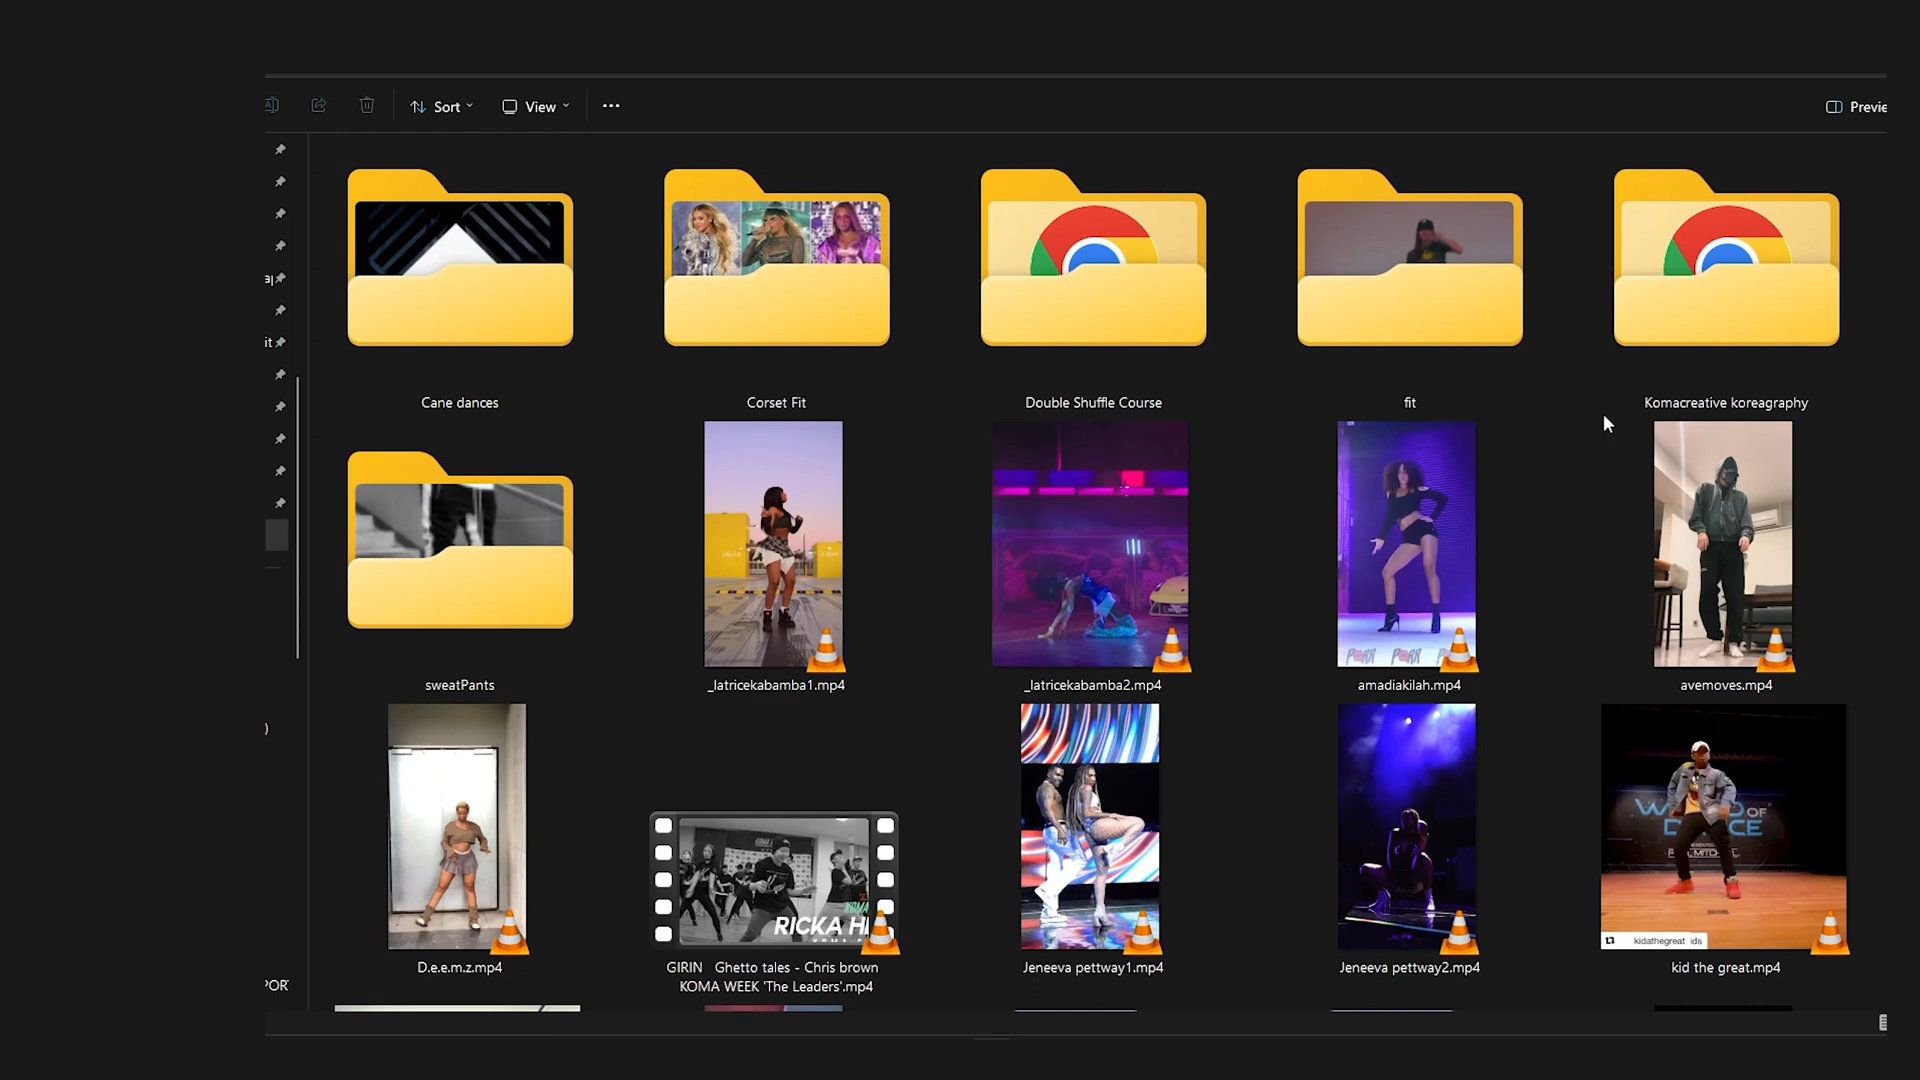 Sort
View
Previe
Cane dances
Corset Fit
Double Shuffle Course
fit
Komacreative koreagraphy
it
sweatPants
_latricekabamba1.mp4
_latricekabamba2.mp4
amadiakilah.mp4
avemoves.mp4
)
D.e.e.m.z.mp4
RICKA HI
GIRIN Ghetto tales - Chris brown
KOMA WEEK 'The Leaders'.mp4
Jeneeva pettway1.mp4
Jeneeva pettway2.mp4
kidathegreat
kid the great.mp4
POR